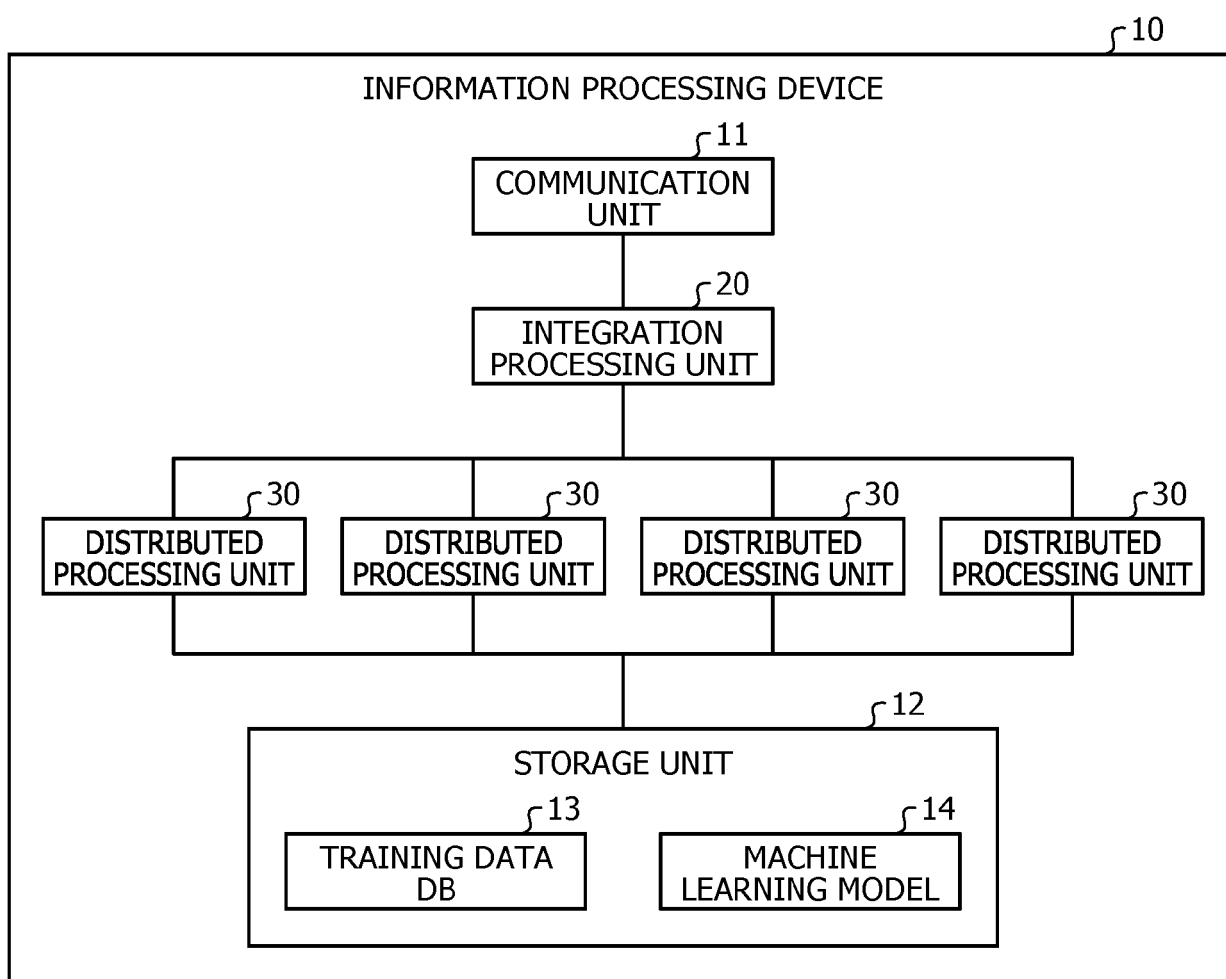 10
INFORMATION PROCESSING DEVICE
11
COMMUNICATION
UNIT
20
INTEGRATION
PROCESSING UNIT
30
30
30
30
DISTRIBUTED
PROCESSING UNIT
DISTRIBUTED
PROCESSING UNIT
DISTRIBUTED
PROCESSING UNIT
DISTRIBUTED
PROCESSING UNIT
12
STORAGE UNIT
13
14
TRAINING DATA
DB
MACHINE
LEARNING MODEL